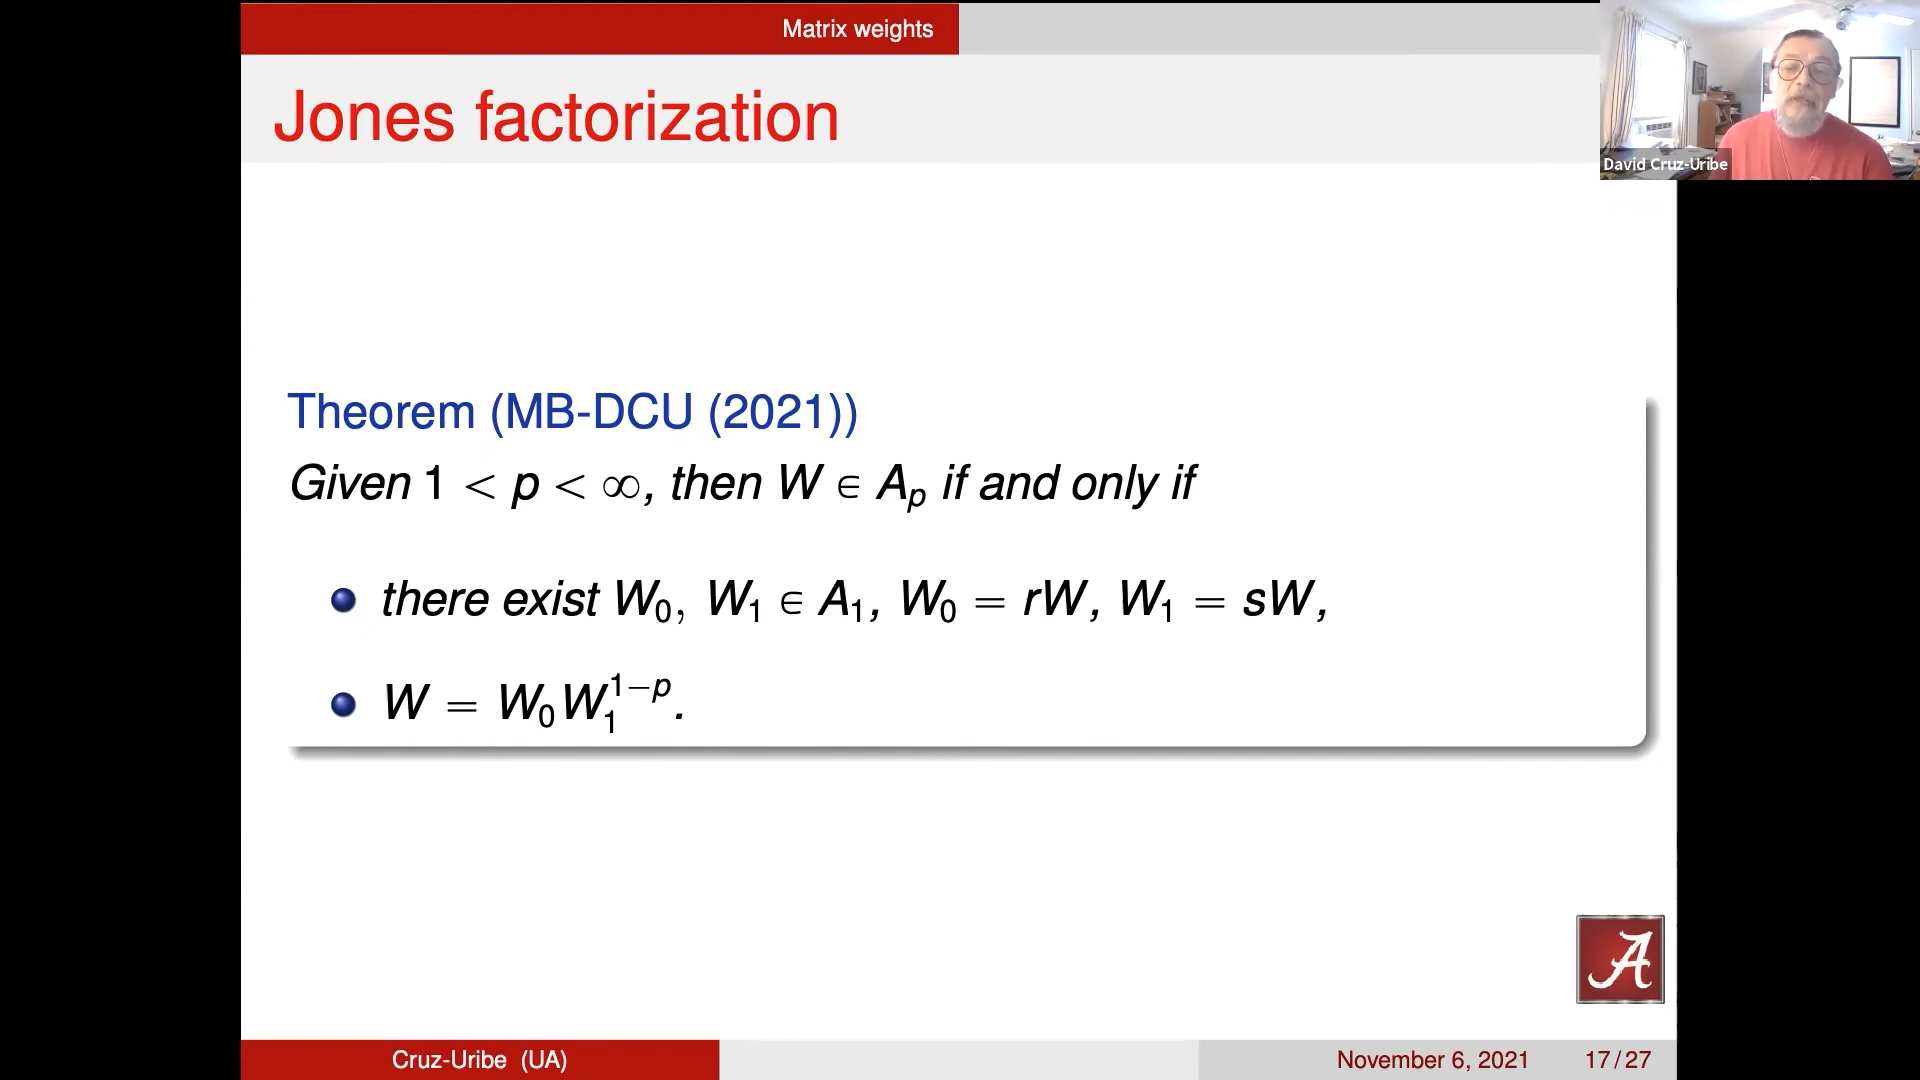 Matrix weights
Jones factorization
David Cruz-Uribe
Theorem (MB-DCU (2021))
Given 1 < p < ∞, then W ∈ A_p if and only if
there exist W_0, W_1 ∈ A_1, W_0 = rW, W_1 = sW,
W = W_0 W_1^{1−p}.
A
Cruz-Uribe (UA)
November 6, 2021 17/27